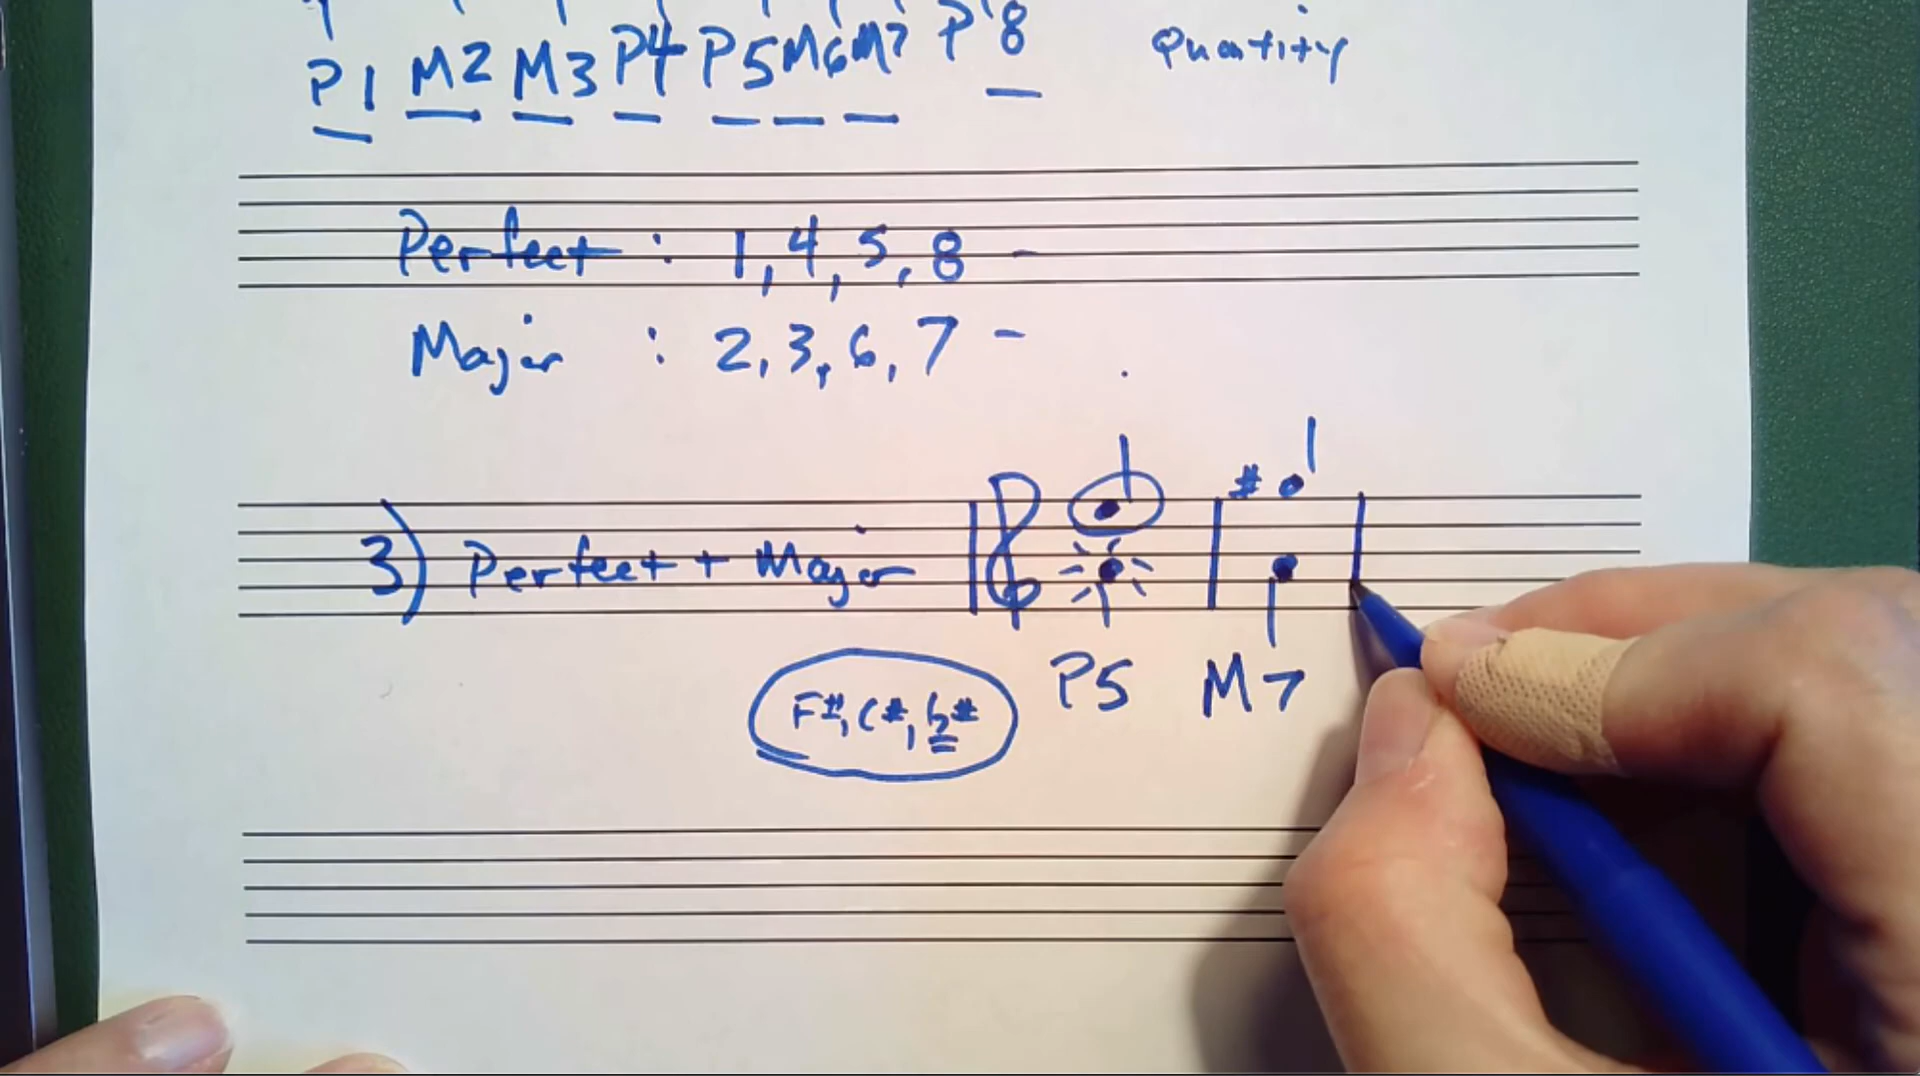 P1 M2 M3 P4 P5 M6 M7 P8 Quantity
Perfect : 1, 4, 5, 8 -
Major : 2, 3, 6, 7 -
3) Perfect + Major # 
P5 M7
F#, C#, G#